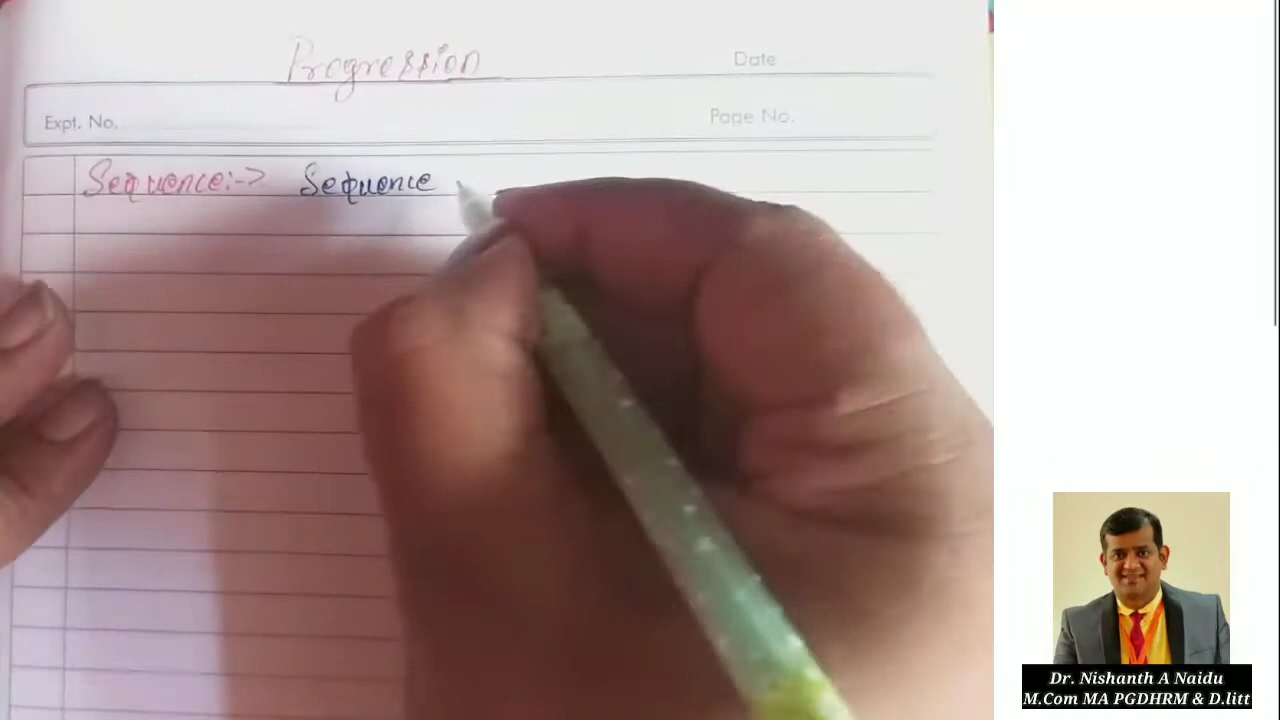 Progression
Date
Expt. No.
Page No.
Sequence:-> Sequence
Dr. Nishanth A Naidu
M.Com MA PGDHRM & D.litt